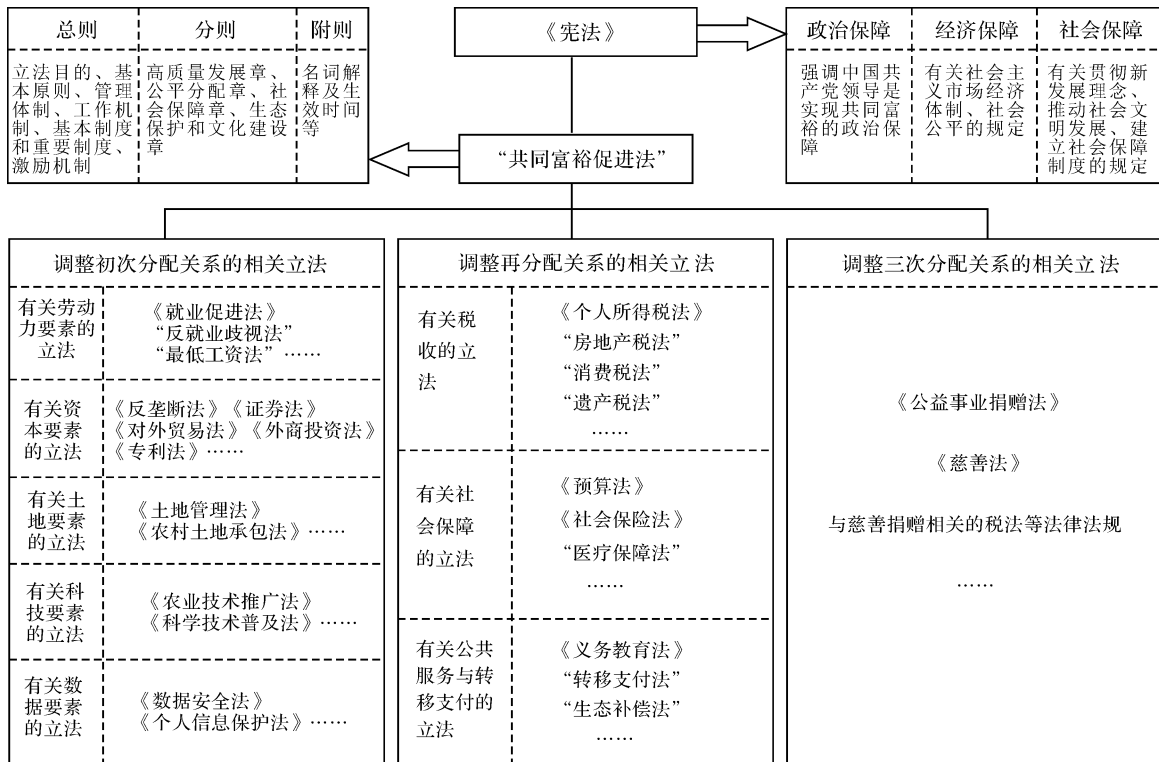 总则
立法目的、基
本原则、管理
体制、工作机
制、基本制度
和重要制度、
激励机制
分则
高质量发展章、
公平分配章、社
会保障章、生态
保护和文化建设
章
附则
名词解
释及生
效时间
等
《宪法》
政治保障
强调中国共
产党领导是
实现共同富
裕的政治保
障
经济保障
有关社会主
义市场经济
体制、社会
公平的规定
社会保障
有关贯彻新
发展理念、
推动社会文
明发展、建
立社会保障
制度的规定
“共同富裕促进法”
调整初次分配关系的相关立法
有关劳动
力要素的
立法
《就业促进法》
“反就业歧视法”
“最低工资法”……
有关资
本要素
的立法
《反垄断法》《证券法》
《对外贸易法》《外商投资法》
《专利法》……
有关土
地要素
的立法
《土地管理法》
《农村土地承包法》……
有关科
技要素
的立法
《农业技术推广法》
《科学技术普及法》……
有关数
据要素
的立法
《数据安全法》
《个人信息保护法》……
调整再分配关系的相关立法
有关税
收的立
法
《个人所得税法》
“房地产税法”
“消费税法”
“遗产税法”
……
有关社
会保障
的立法
《预算法》
《社会保险法》
“医疗保障法”
……
有关公共
服务与转
移支付的
立法
《义务教育法》
“转移支付法”
“生态补偿法”
……
调整三次分配关系的相关立法
《公益事业捐赠法》
《慈善法》
与慈善捐赠相关的税法等法律法规
……